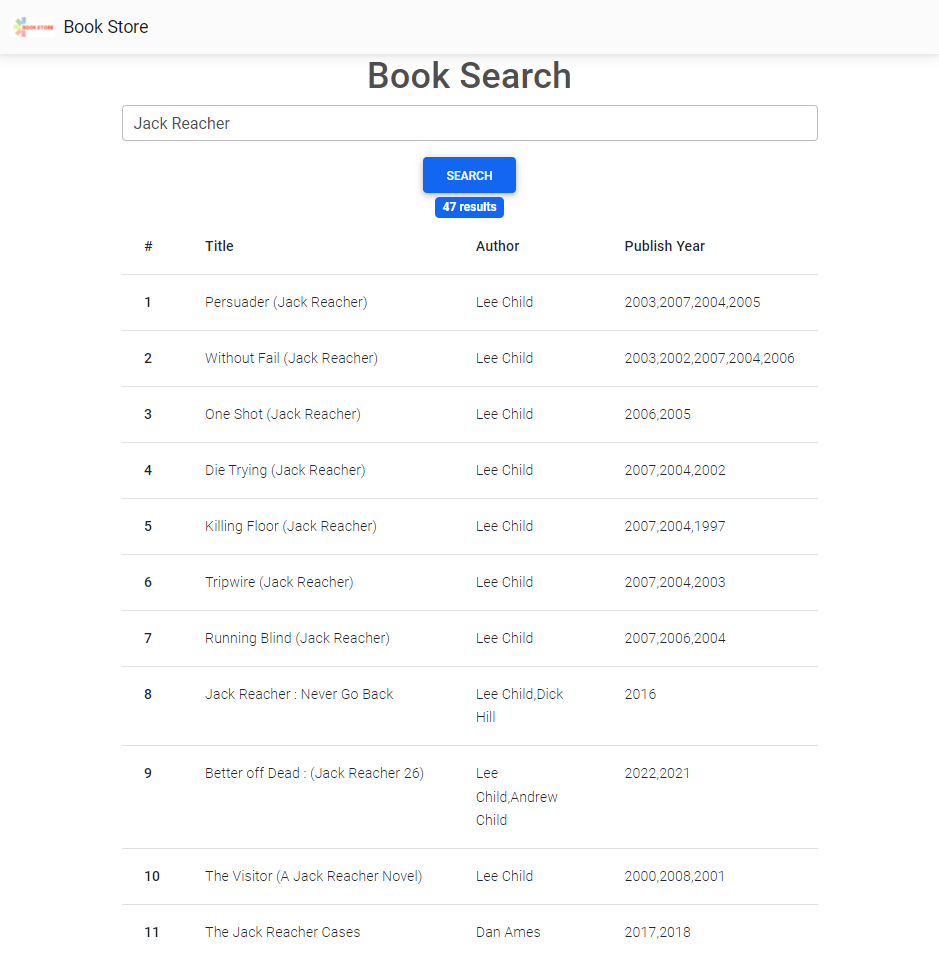 BOOK STORE Book Store
Book Search
Jack Reacher
SEARCH
47 results
# Title Author Publish Year
1 Persuader (Jack Reacher) Lee Child 2003,2007,2004,2005
2 Without Fail (Jack Reacher) Lee Child 2003,2002,2007,2004,2006
3 One Shot (Jack Reacher) Lee Child 2006,2005
4 Die Trying (Jack Reacher) Lee Child 2007,2004,2002
5 Killing Floor (Jack Reacher) Lee Child 2007,2004,1997
6 Tripwire (Jack Reacher) Lee Child 2007,2004,2003
7 Running Blind (Jack Reacher) Lee Child 2007,2006,2004
8 Jack Reacher : Never Go Back Lee Child,Dick 2016
Hill
9 Better off Dead : (Jack Reacher 26) Lee 2022,2021
Child,Andrew
Child
10 The Visitor (A Jack Reacher Novel) Lee Child 2000,2008,2001
11 The Jack Reacher Cases Dan Ames 2017,2018